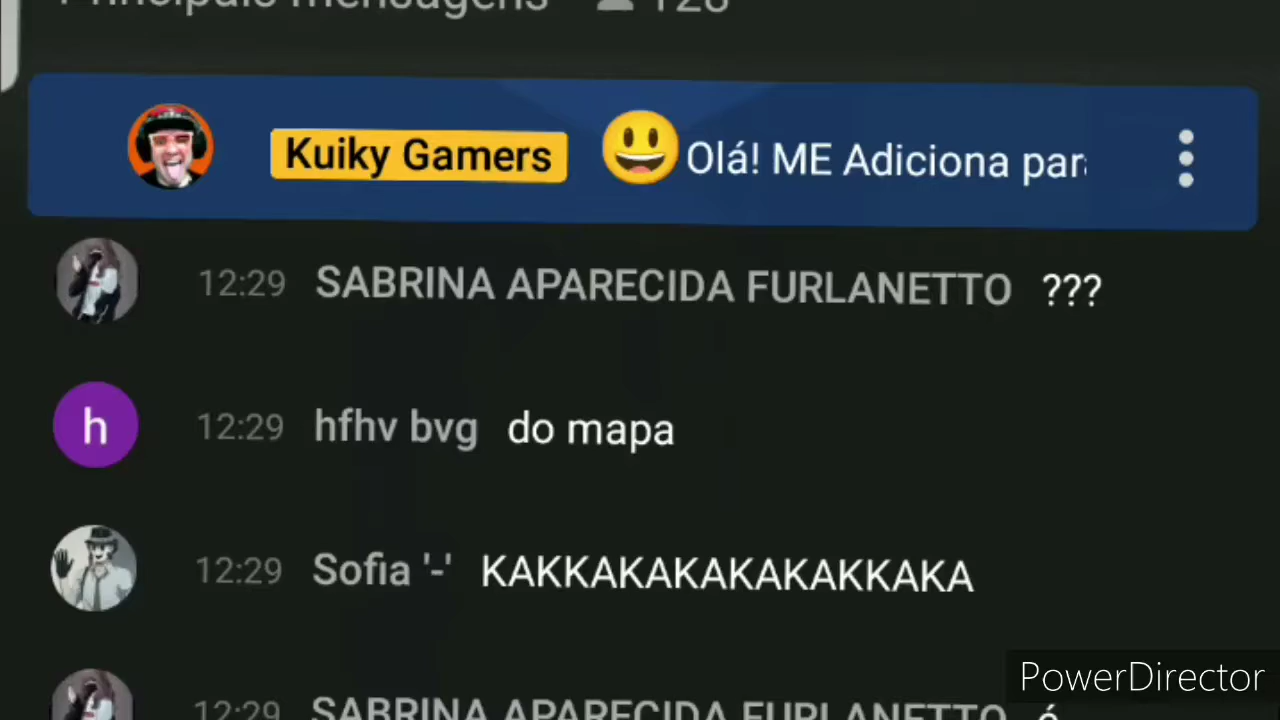 Principais mensagens 128
Kuiky Gamers 😃 Olá! ME Adiciona para
12:29 SABRINA APARECIDA FURLANETTO ???
h 12:29 hfhv bvg do mapa
12:29 Sofia '-' KAKKAKAKAKAKAKKAKA
12:29 SABRINA APARECIDA FURLANETTO é
PowerDirector